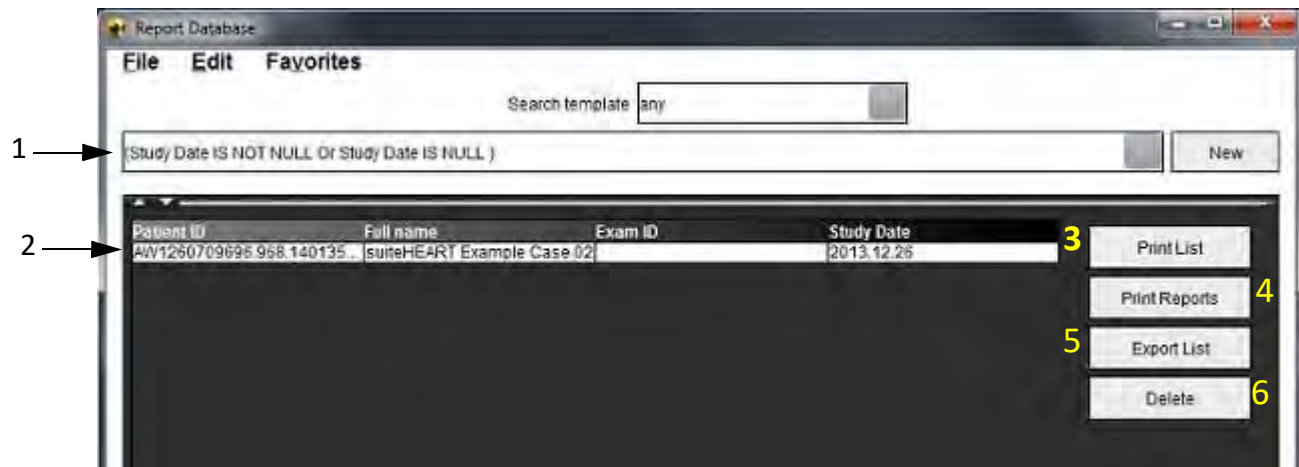 Report Database
File Edit Favorites
Search template any
1
(Study Date IS NOT NULL Or Study Date IS NULL )
New
Patient ID Full name Exam ID Study Date
2
AW1260709696.968.140135... suiteHEART Example Case 02 2013.12.26
3 Print List
Print Reports 4
5 Export List
Delete 6